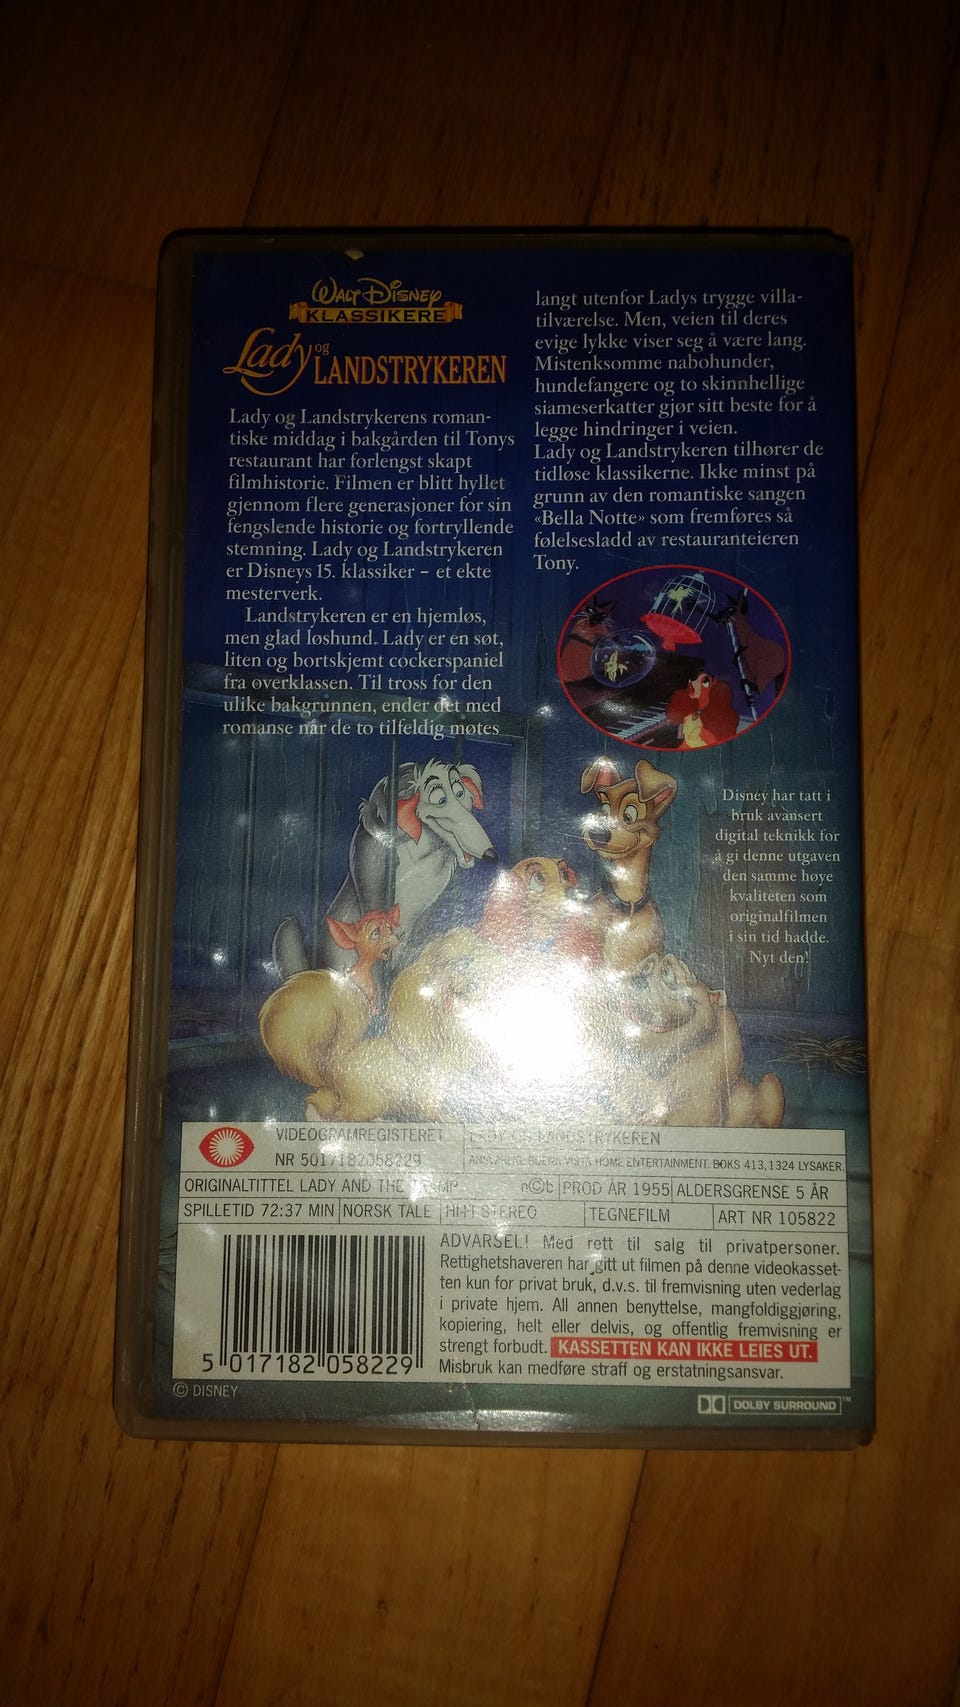 WALT DISNEY
KLASSIKERE
Lady og LANDSTRYKEREN
Lady og Landstrykerens roman-
tiske middag i bakgården til Tonys
restaurant har forlengst skapt
filmhistorie. Filmen er blitt hyllet
gjennom flere generasjoner for sin
fengslende historie og fortryllende
stemning. Lady og Landstrykeren
er Disneys 15. klassiker – et ekte
mesterverk.
Landstrykeren er en hjemløs,
men glad løshund. Lady er en søt,
liten og bortskjemt cockerspaniel
fra overklassen. Til tross for den
ulike bakgrunnen, ender det med
romanse når de to tilfeldig møtes
langt utenfor Ladys trygge villa-
tilværelse. Men, veien til deres
evige lykke viser seg å være lang.
Mistenksomme nabohunder,
hundefangere og to skinnhellige
siameserkatter gjør sitt beste for å
legge hindringer i veien.
Lady og Landstrykeren tilhører de
tidløse klassikerne. Ikke minst på
grunn av den romantiske sangen
«Bella Notte» som fremføres så
følelsesladd av restauranteieren
Tony.
Disney har tatt i
bruk avansert
digital teknikk for
å gi denne utgaven
den samme høye
kvaliteten som
originalfilmen
i sin tid hadde.
Nyt den!
VIDEOGRAMREGISTERET LADY OG LANDSTRYKEREN
NR 5017182058229 BUENA VISTA HOME ENTERTAINMENT. BOKS 413, 1324 LYSAKER.
ORIGINALTITTEL LADY AND THE TRAMP n©b PROD ÅR 1955 ALDERSGRENSE 5 ÅR
SPILLETID 72:37 MIN NORSK TALE HI-FI STEREO TEGNEFILM ART NR 105822
ADVARSEL! Med rett til salg til privatpersoner.
Rettighetshaveren har gitt ut filmen på denne videokasset-
ten kun for privat bruk, d.v.s. til fremvisning uten vederlag
i private hjem. All annen benyttelse, mangfoldiggjøring,
kopiering, helt eller delvis, og offentlig fremvisning er
strengt forbudt. KASSETTEN KAN IKKE LEIES UT.
Misbruk kan medføre straff og erstatningsansvar.
5 017182 058229
© DISNEY
DOLBY SURROUND™